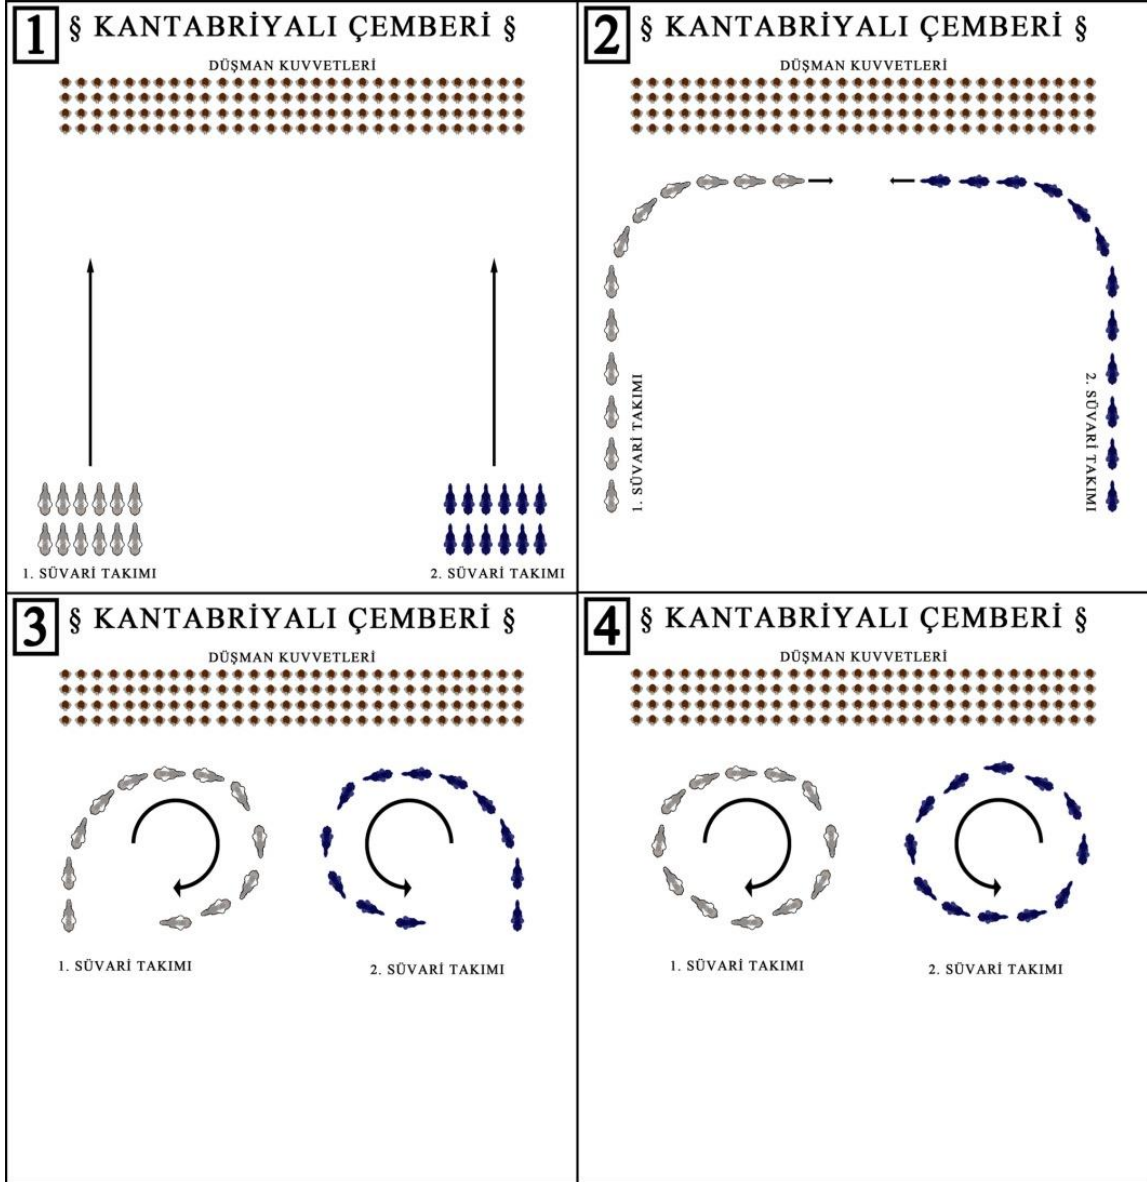 1
§ KANTABRİYALI ÇEMBERİ §
DÜŞMAN KUVVETLERİ
1. SÜVARİ TAKIMI
2. SÜVARİ TAKIMI
2
§ KANTABRİYALI ÇEMBERİ §
DÜŞMAN KUVVETLERİ
1. SÜVARİ TAKIMI
2. SÜVARİ TAKIMI
3
§ KANTABRİYALI ÇEMBERİ §
DÜŞMAN KUVVETLERİ
1. SÜVARİ TAKIMI
2. SÜVARİ TAKIMI
4
§ KANTABRİYALI ÇEMBERİ §
DÜŞMAN KUVVETLERİ
1. SÜVARİ TAKIMI
2. SÜVARİ TAKIMI